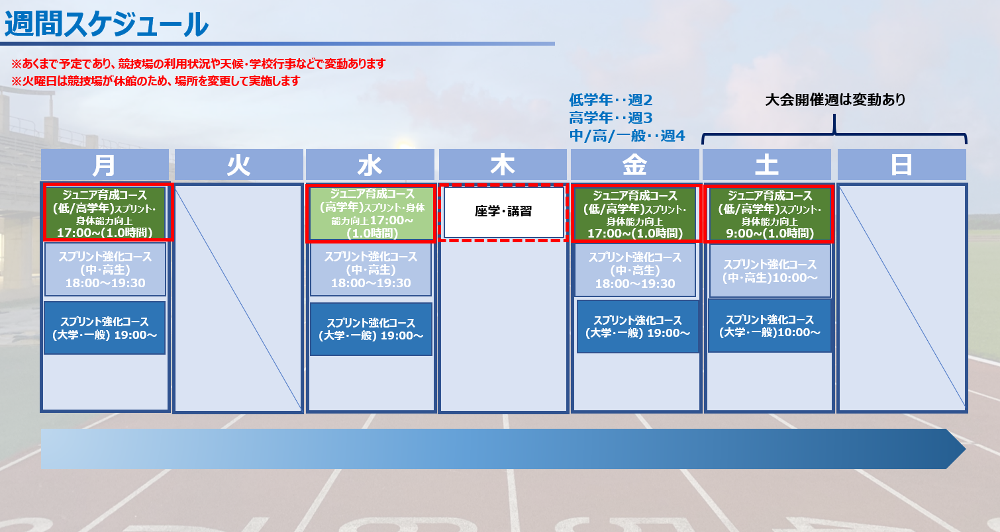 週間スケジュール
※あくまで予定であり、競技場の利用状況や天候・学校行事などで変動あります
※火曜日は競技場が休館のため、場所を変更して実施します
低学年‥週2
高学年‥週3
中/高/一般‥週4
大会開催週は変動あり
月
火
水
木
金
土
日
ジュニア育成コース
(低/高学年)スプリント・
身体能力向上
17:00~(1.0時間)
スプリント強化コース
(中・高生)
18:00～19:30
スプリント強化コース
(大学・一般) 19:00～
ジュニア育成コース
(高学年)スプリント・身体
能力向上17:00~
(1.0時間)
スプリント強化コース
(中・高生)
18:00～19:30
スプリント強化コース
(大学・一般) 19:00～
座学・講習
ジュニア育成コース
(低/高学年)スプリント・
身体能力向上
17:00~(1.0時間)
スプリント強化コース
(中・高生)
18:00～19:30
スプリント強化コース
(大学・一般) 19:00～
ジュニア育成コース
(低/高学年)スプリント・
身体能力向上
9:00~(1.0時間)
スプリント強化コース
(中・高生)10:00～
スプリント強化コース
(大学・一般)10:00～